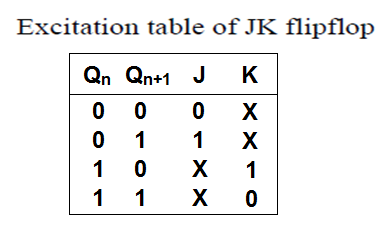 Excitation table of JK flipflop
Qn Qn+1 J K
0 0 0 X
0 1 1 X
1 0 X 1
1 1 X 0